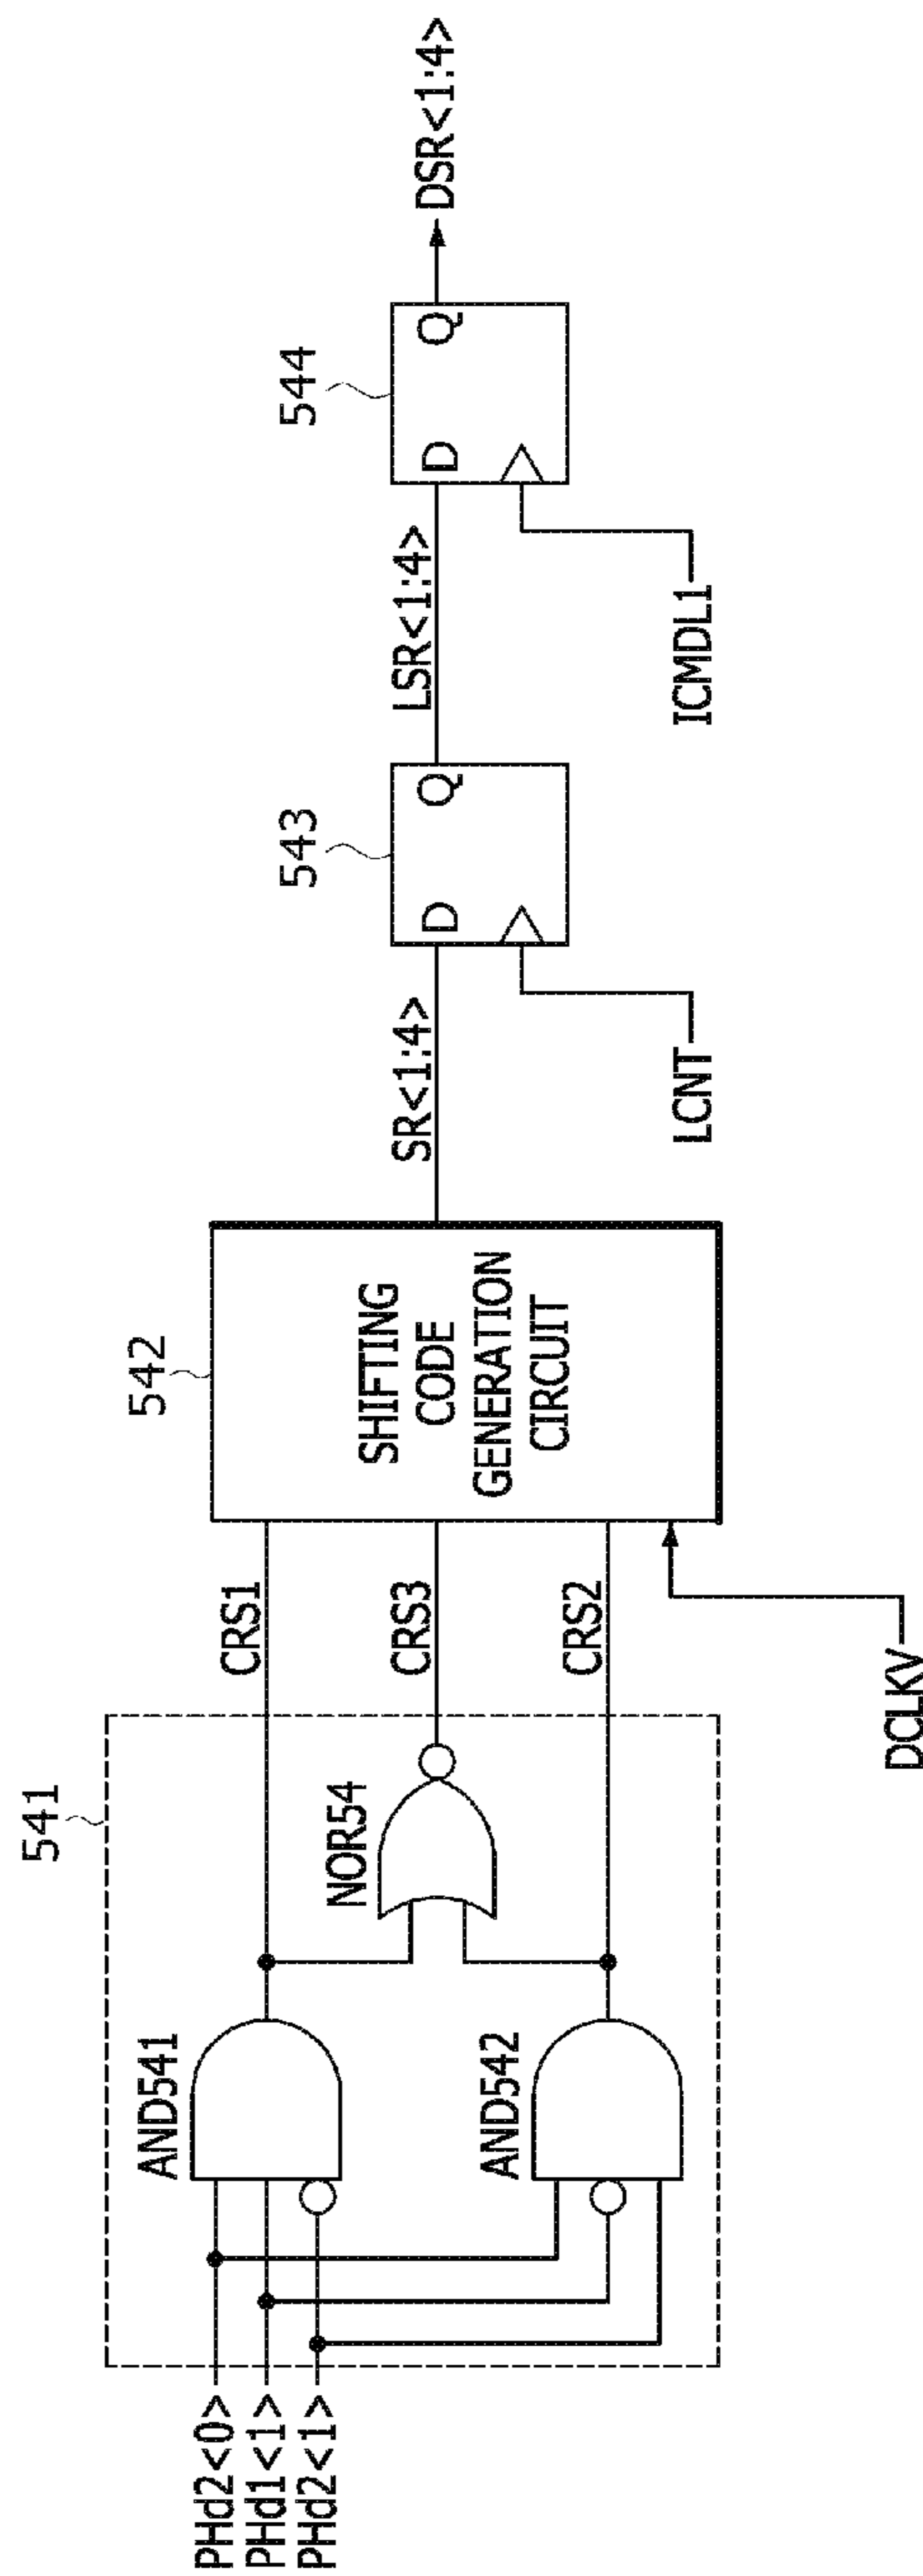 541
PHd2<0>
PHd1<1>
PHd2<1>
AND541
AND542
NOR54
CRS1
CRS3
CRS2
DCLKV
542
SHIFTING
CODE
GENERATION
CIRCUIT
SR<1:4>
LCNT
543
D
Q
LSR<1:4>
ICMDL1
544
D
Q
DSR<1:4>